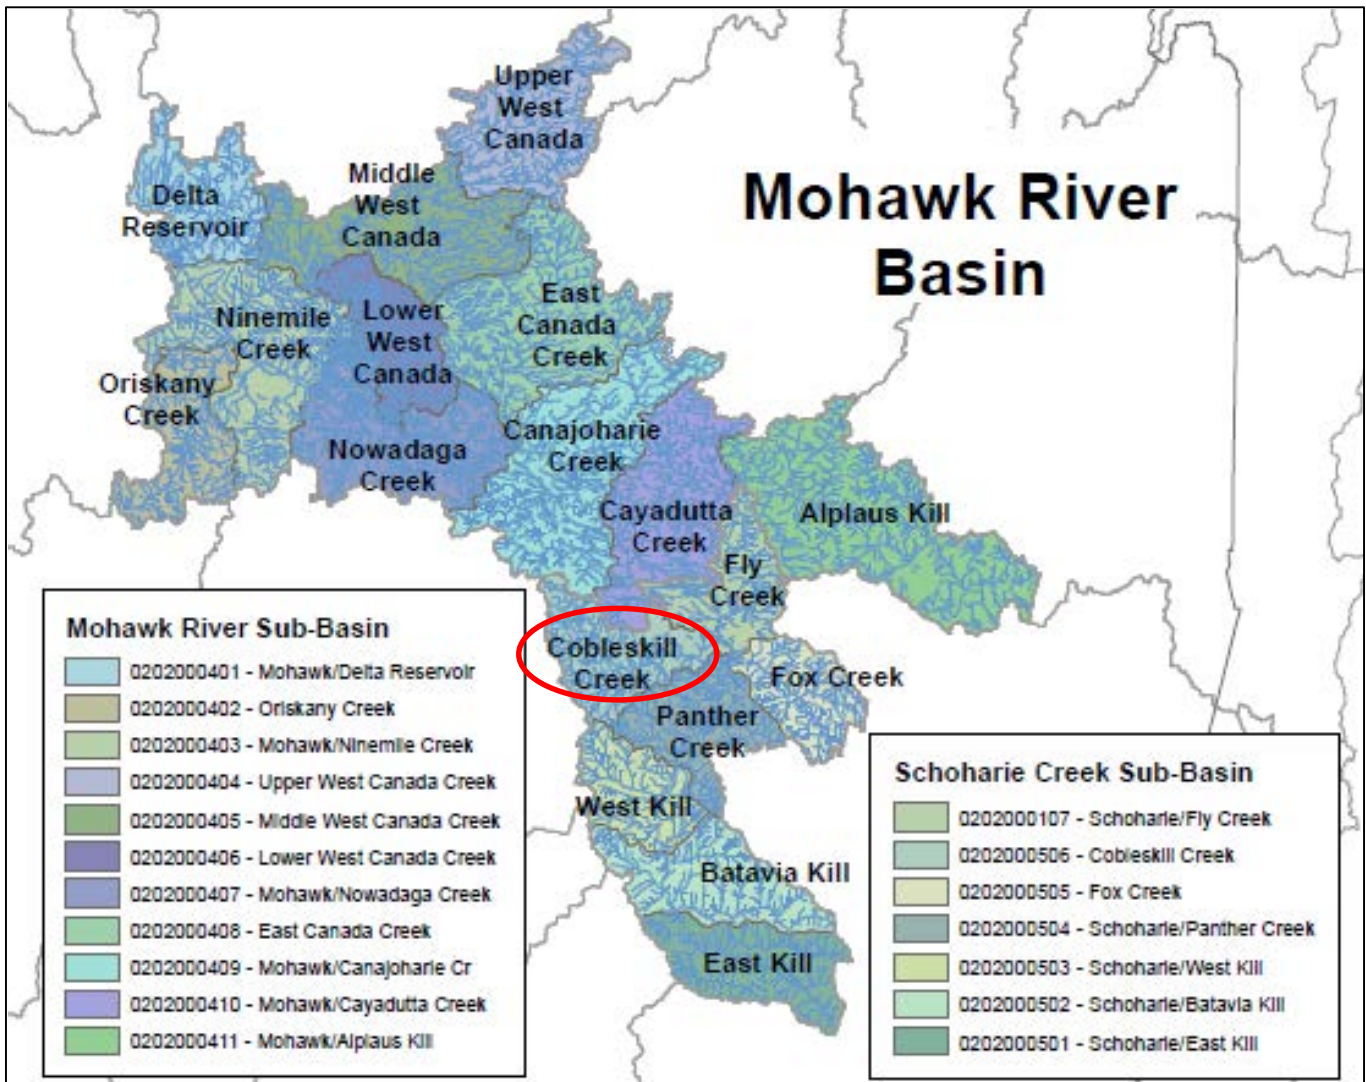 Upper
West
Canada
Mohawk River
Basin
Middle
West
Canada
Delta
Reservoir
East
Canada
Creek
Ninemile
Creek
Lower
West
Canada
Oriskany
Creek
Canajoharie
Creek
Nowadaga
Creek
Cayadutta
Creek
Alplaus Kill
Fly
Creek
Cobleskill
Creek
Fox Creek
Panther
Creek
West Kill
Batavia Kill
East Kill
Mohawk River Sub-Basin
0202000401 - Mohawk/Delta Reservoir
0202000402 - Oriskany Creek
0202000403 - Mohawk/Ninemile Creek
0202000404 - Upper West Canada Creek
0202000405 - Middle West Canada Creek
0202000406 - Lower West Canada Creek
0202000407 - Mohawk/Nowadaga Creek
0202000408 - East Canada Creek
0202000409 - Mohawk/Canajoharie Cr
0202000410 - Mohawk/Cayadutta Creek
0202000411 - Mohawk/Alplaus Kill
Schoharie Creek Sub-Basin
0202000107 - Schoharie/Fly Creek
0202000506 - Cobleskill Creek
0202000505 - Fox Creek
0202000504 - Schoharie/Panther Creek
0202000503 - Schoharie/West Kill
0202000502 - Schoharie/Batavia Kill
0202000501 - Schoharie/East Kill